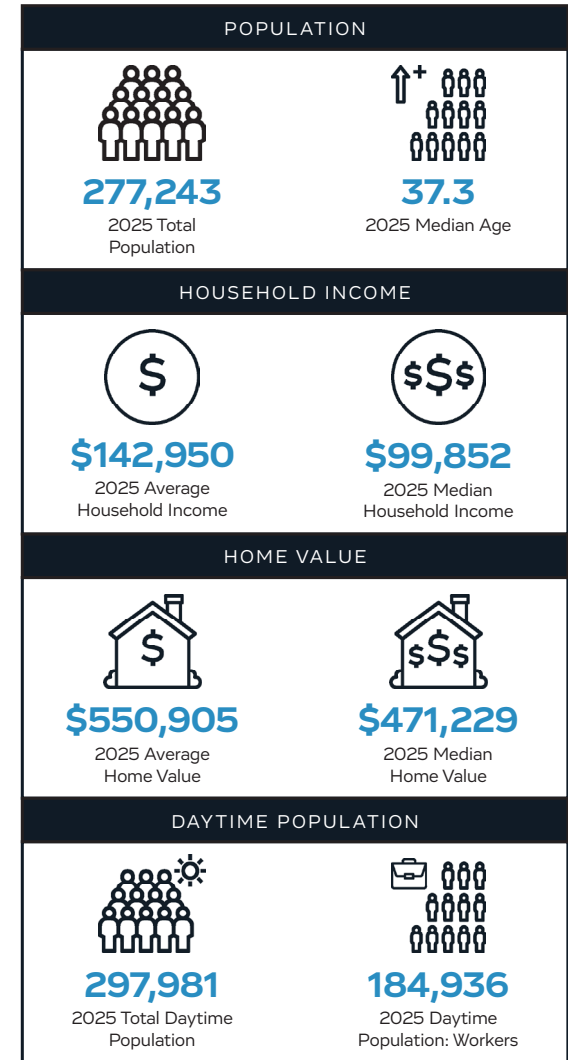 POPULATION
277,243
2025 Total
Population
37.3
2025 Median Age
HOUSEHOLD INCOME
$
$142,950
2025 Average
Household Income
$$$
$99,852
2025 Median
Household Income
HOME VALUE
$
$550,905
2025 Average
Home Value
$$$
$471,229
2025 Median
Home Value
DAYTIME POPULATION
297,981
2025 Total Daytime
Population
184,936
2025 Daytime
Population: Workers